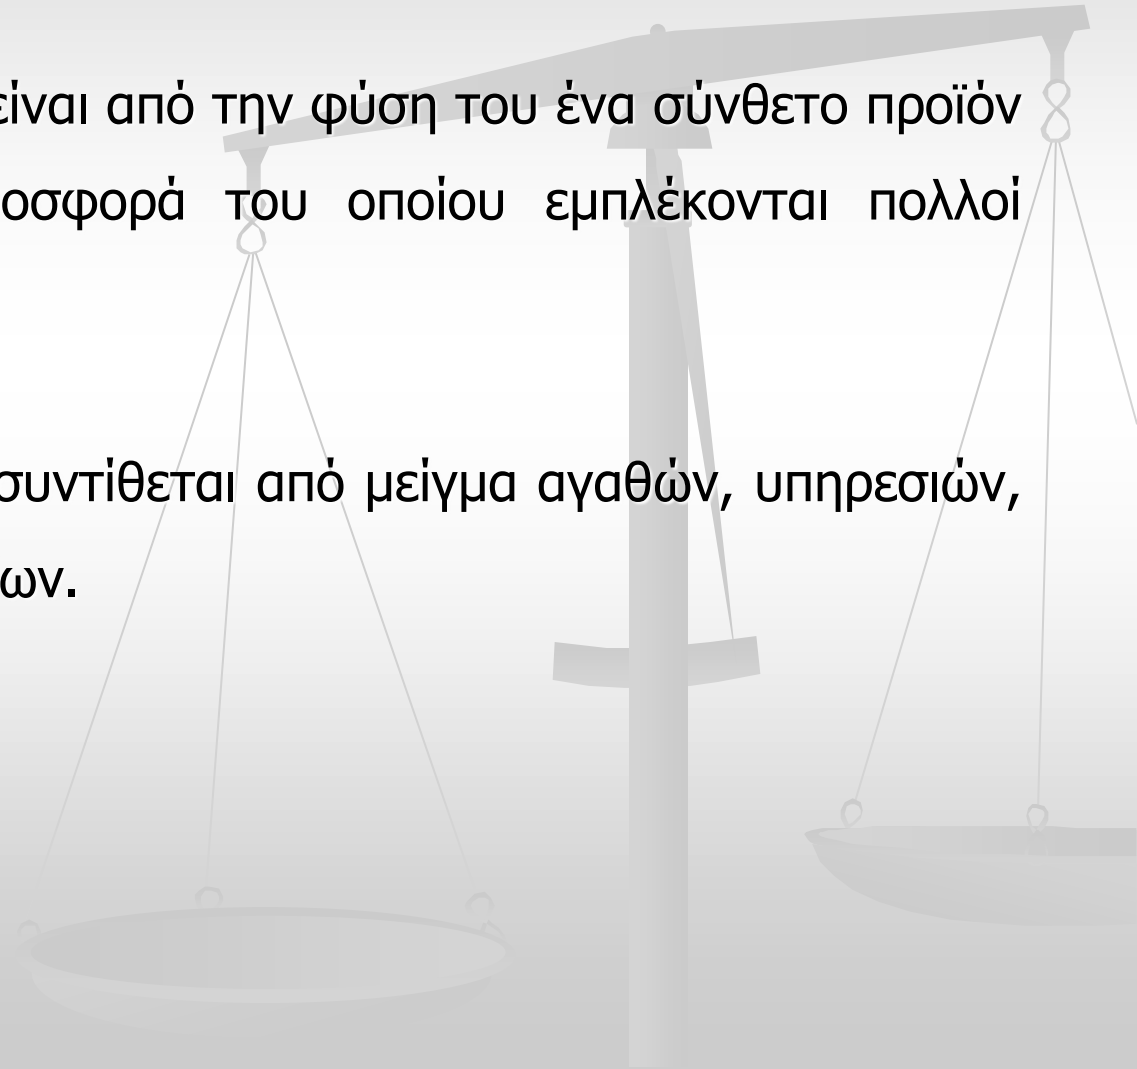 είναι από την φύση του ένα σύνθετο προϊόν
οσφορά του οποίου εμπλέκονται πολλοί
συντίθεται από μείγμα αγαθών, υπηρεσιών,
ων.